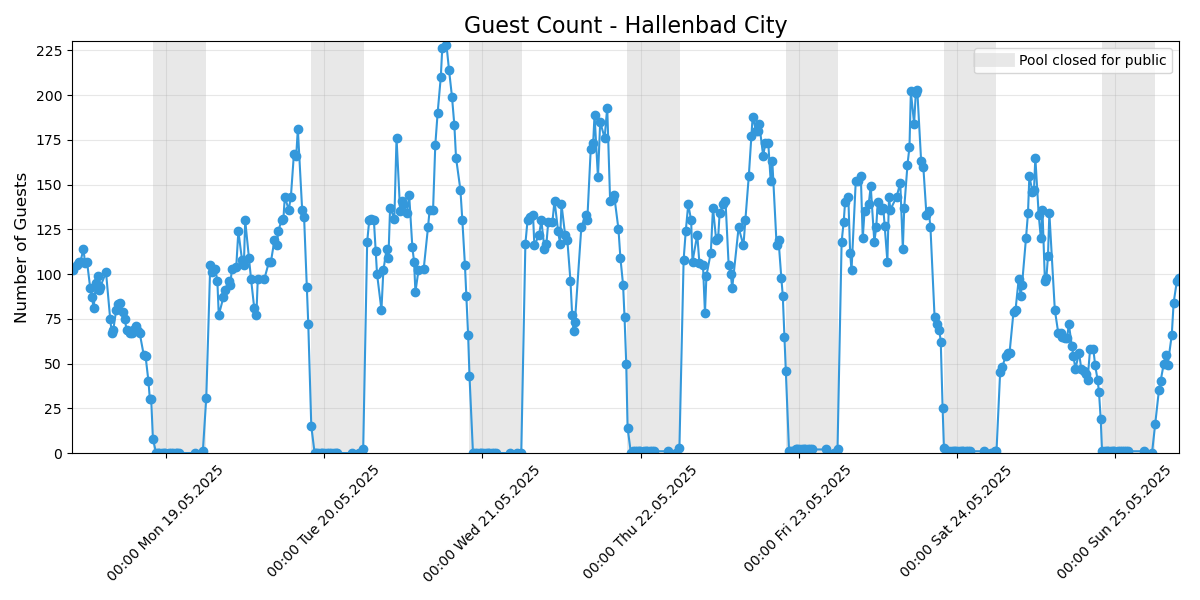 Guest Count - Hallenbad City
Number of Guests
225
200
175
150
125
100
75
50
25
0
Pool closed for public
00:00 Mon 19.05.2025
00:00 Tue 20.05.2025
00:00 Wed 21.05.2025
00:00 Thu 22.05.2025
00:00 Fri 23.05.2025
00:00 Sat 24.05.2025
00:00 Sun 25.05.2025